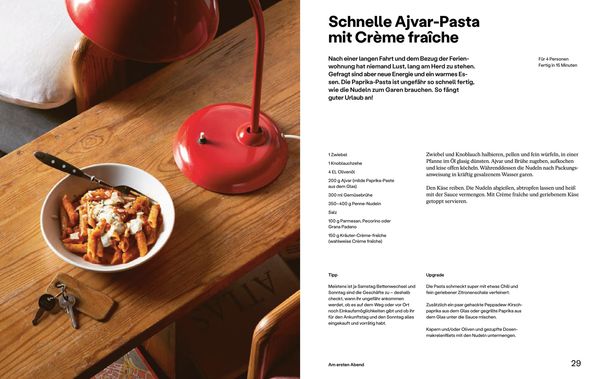 Schnelle Ajvar-Pasta
mit Crème fraîche
Nach einer langen Fahrt und dem Bezug der Ferien-
wohnung hat niemand Lust, lang am Herd zu stehen.
Gefragt sind aber neue Energie und ein warmes Es-
sen. Die Paprika-Pasta ist ungefähr so schnell fertig,
wie die Nudeln zum Garen brauchen. So fängt
guter Urlaub an!
Für 4 Personen
Fertig in 15 Minuten
1 Zwiebel
1 Knoblauchzehe
4 EL Olivenöl
200 g Ajvar (milde Paprika-Paste
aus dem Glas)
300 ml Gemüsebrühe
350–400 g Penne-Nudeln
Salz
100 g Parmesan, Pecorino oder
Grana Padano
150 g Kräuter-Crème-fraîche
(wahlweise Crème fraîche)
Zwiebel und Knoblauch halbieren, pellen und fein würfeln, in einer
Pfanne im Öl glasig dünsten. Ajvar und Brühe zugeben, aufkochen
und leise offen köcheln. Währenddessen die Nudeln nach Packungs-
anweisung in kräftig gesalzenem Wasser garen.
Den Käse reiben. Die Nudeln abgießen, abtropfen lassen und heiß
mit der Sauce vermengen. Mit Crème fraîche und geriebenem Käse
getoppt servieren.
Tipp
Meistens ist ja Samstag Bettenwechsel und
Sonntag sind die Geschäfte zu – deshalb
checkt, wann ihr ungefähr ankommen
werdet, ob es auf dem Weg oder vor Ort
noch Einkaufsmöglichkeiten gibt und ob ihr
für den Ankunftstag und den Sonntag alles
eingekauft und vorrätig habt.
Upgrade
Die Pasta schmeckt super mit etwas Chili und
fein geriebener Zitronenschale verfeinert.
Zusätzlich ein paar gehackte Peppadew-Kirsch-
paprika aus dem Glas oder gegrillte Paprika aus
dem Glas unter die Sauce mischen.
Kapern und/oder Oliven und gezupfte Dosen-
makrelenfilets mit den Nudeln untermengen.
Am ersten Abend
29